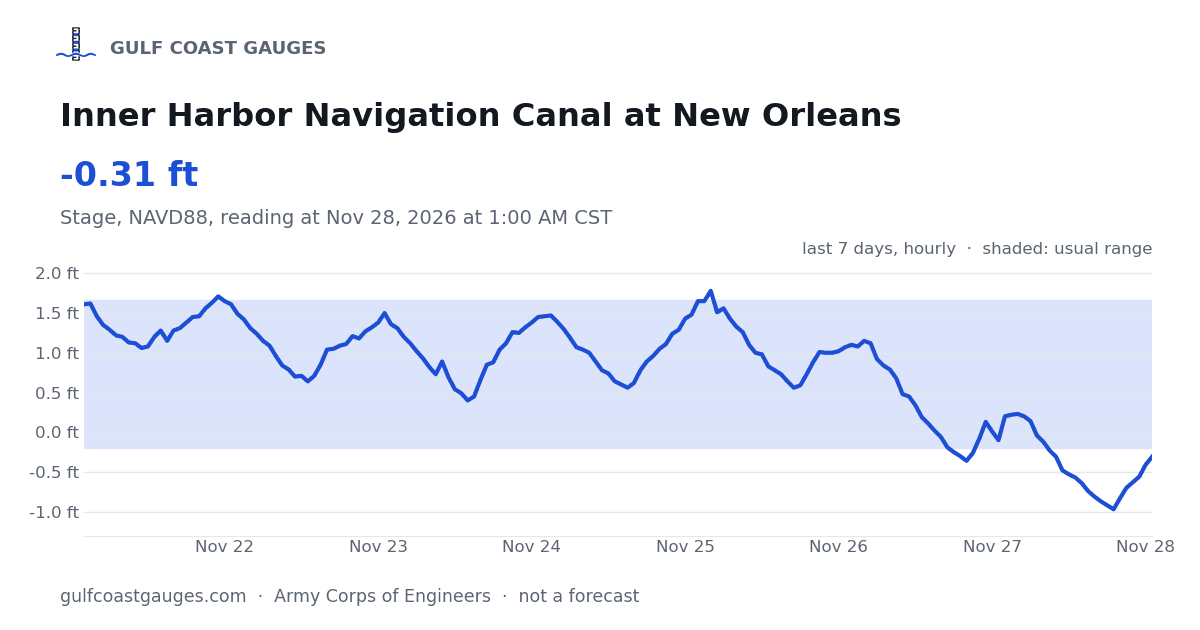 GULF COAST GAUGES
Inner Harbor Navigation Canal at New Orleans
-0.31 ft
Stage, NAVD88, reading at Nov 28, 2026 at 1:00 AM CST
last 7 days, hourly · shaded: usual range
2.0 ft
1.5 ft
1.0 ft
0.5 ft
0.0 ft
-0.5 ft
-1.0 ft
Nov 22 Nov 23 Nov 24 Nov 25 Nov 26 Nov 27 Nov 28
gulfcoastgauges.com · Army Corps of Engineers · not a forecast